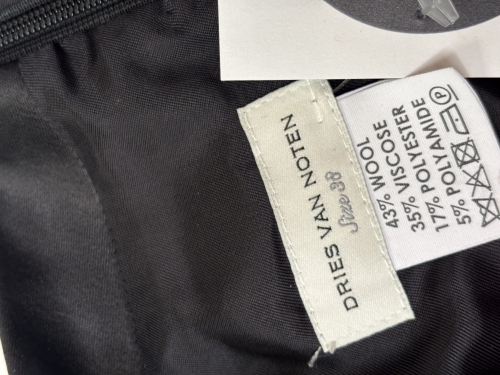 DRIES VAN NOTEN
Size 38
43% WOOL
35% VISCOSE
17% POLYESTER
5% POLYAMIDE
P